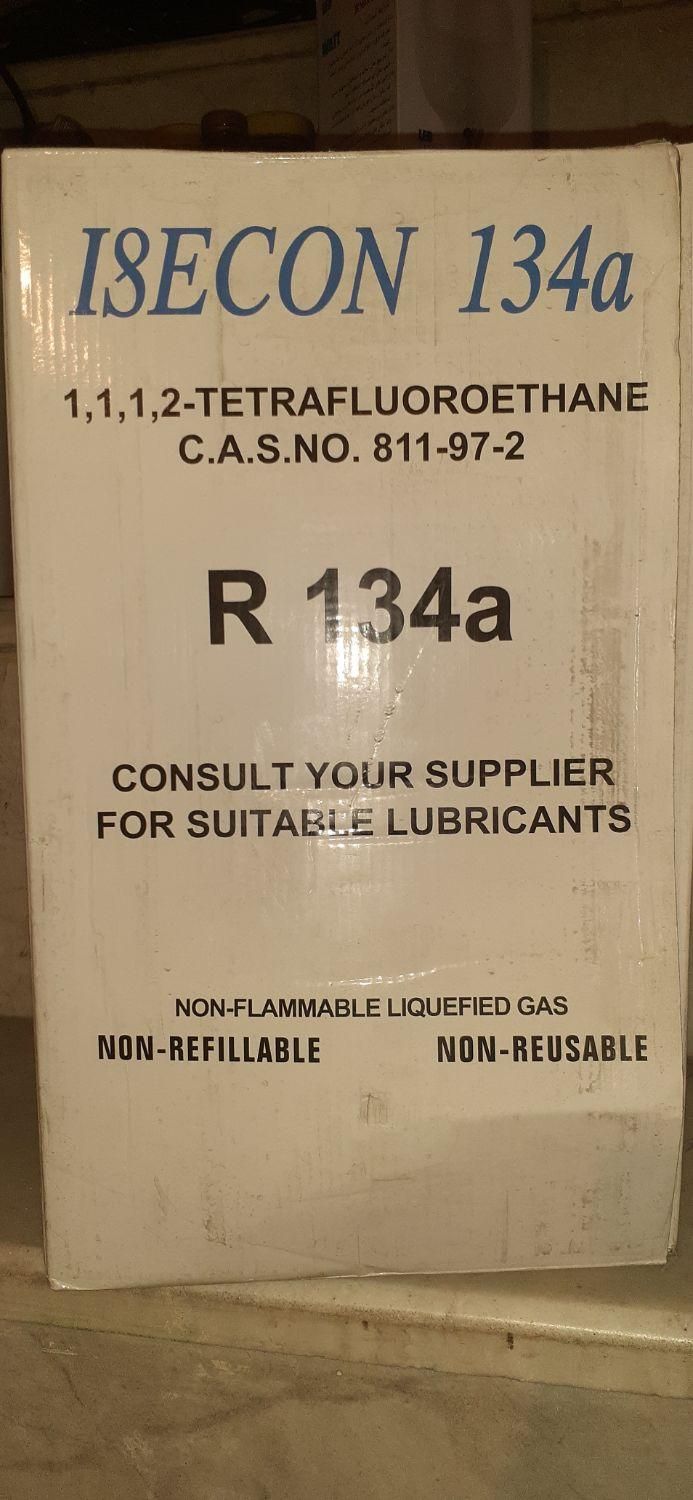 I8ECON 134a
1,1,1,2-TETRAFLUOROETHANE
C.A.S.NO. 811-97-2
R 134a
CONSULT YOUR SUPPLIER
FOR SUITABLE LUBRICANTS
NON-FLAMMABLE LIQUEFIED GAS
NON-REFILLABLE NON-REUSABLE